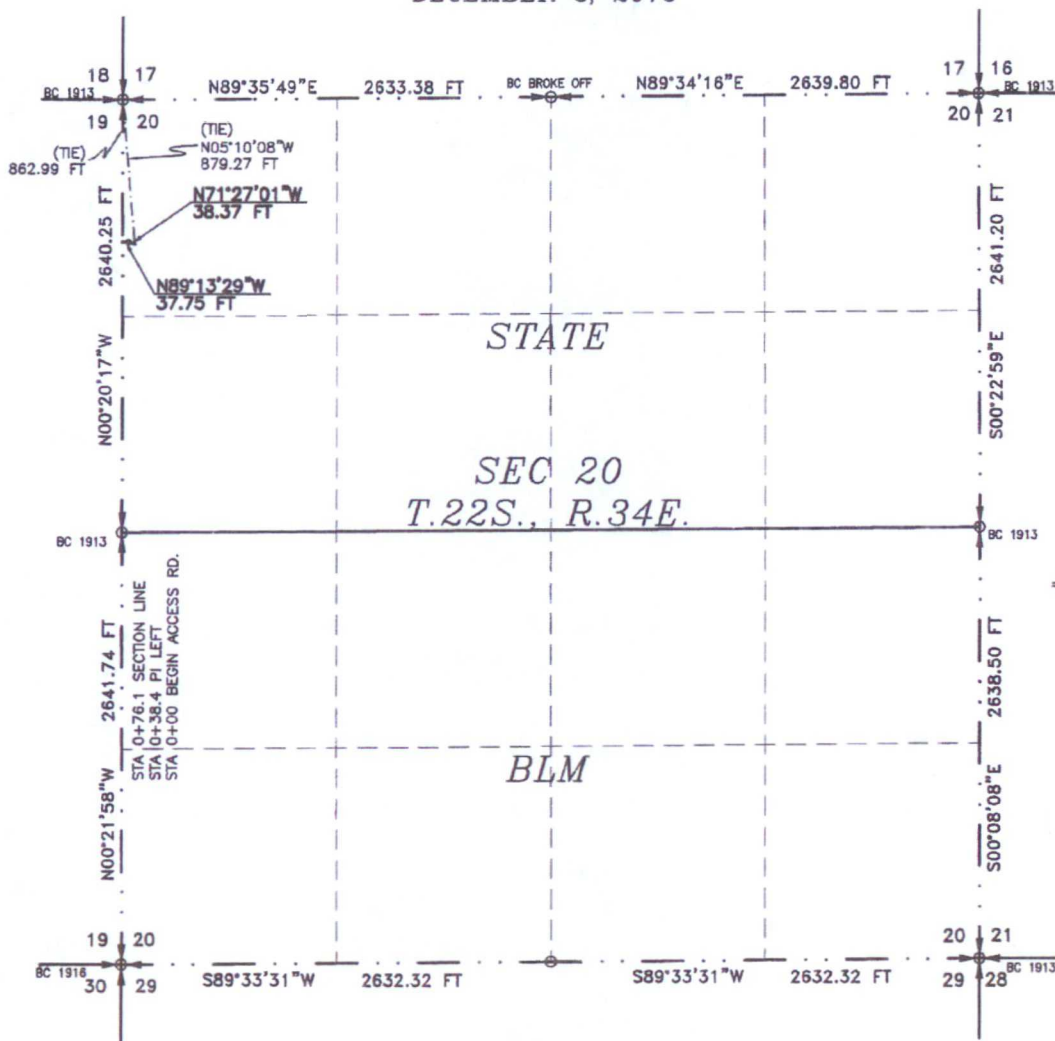 18 17
N89°35'49"E 2633.38 FT
BC BROKE OFF
N89°34'16"E 2639.80 FT
17 16
BC 1913
BC 1913
19 20
20 21
(TIE)
862.99 FT
(TIE)
N05°10'08"W
879.27 FT
N71°27'01"W
38.37 FT
N89°13'29"W
37.75 FT
2640.25 FT
N00°20'17"W
2641.20 FT
S00°22'59"E
STATE
SEC 20
T.22S., R.34E.
BC 1913
BC 1913
2641.74 FT
N00°21'58"W
STA 0+76.1 SECTION LINE
STA 0+38.4 PI LEFT
STA 0+00 BEGIN ACCESS RD.
2638.50 FT
S00°08'08"E
BLM
19 20
20 21
BC 1916
BC 1913
30 29
S89°33'31"W 2632.32 FT
S89°33'31"W 2632.32 FT
29 28